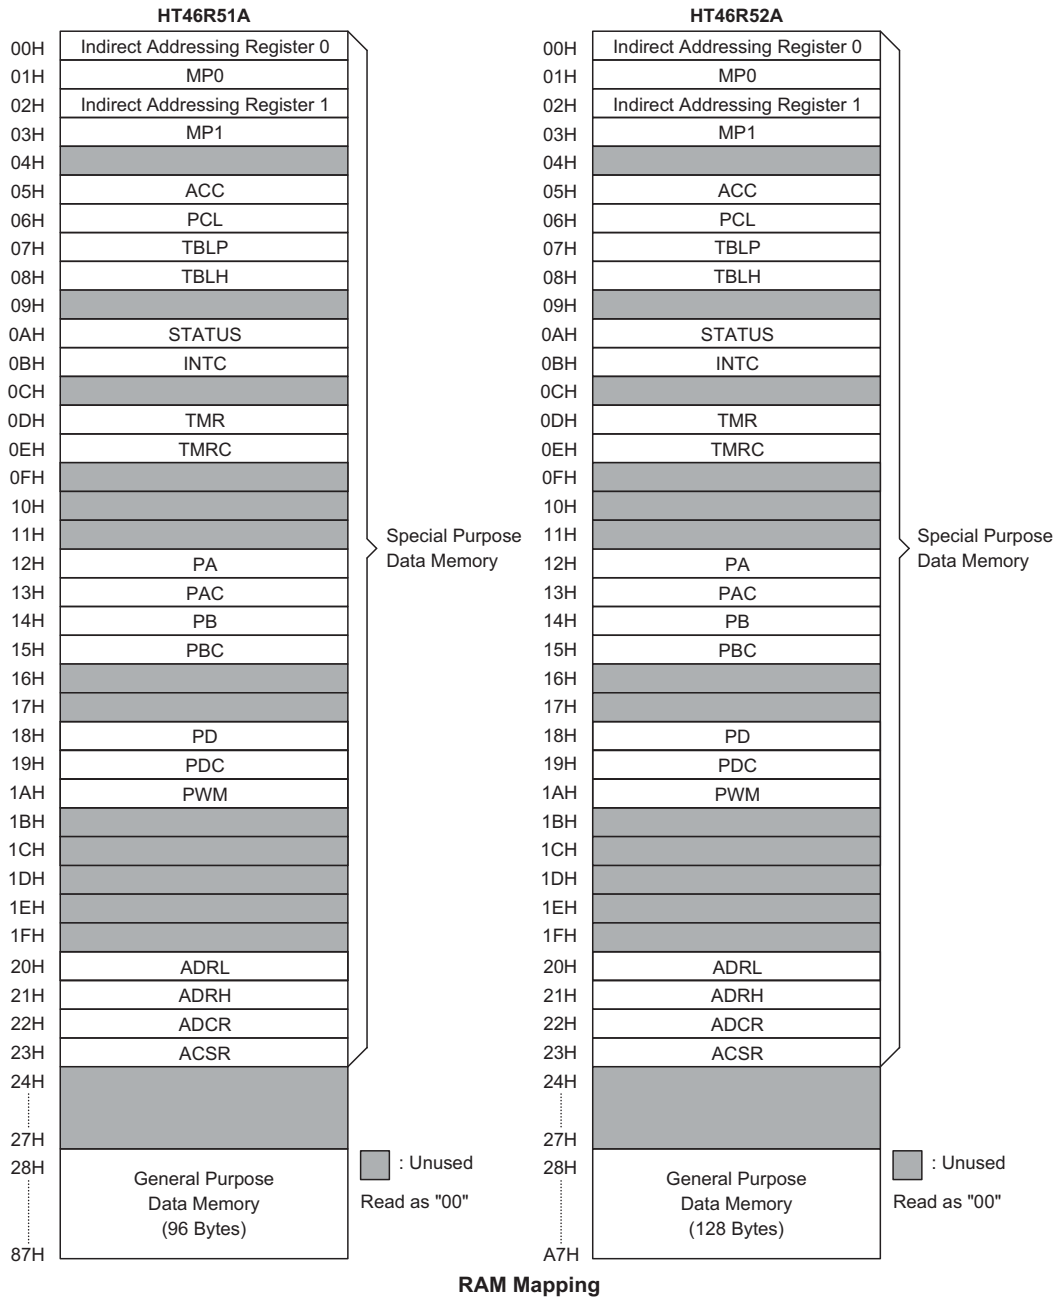 HT46R51A
00H Indirect Addressing Register 0
01H MP0
02H Indirect Addressing Register 1
03H MP1
04H
05H ACC
06H PCL
07H TBLP
08H TBLH
09H
0AH STATUS
0BH INTC
0CH
0DH TMR
0EH TMRC
0FH
10H
11H
12H PA
13H PAC
14H PB
15H PBC
16H
17H
18H PD
19H PDC
1AH PWM
1BH
1CH
1DH
1EH
1FH
20H ADRL
21H ADRH
22H ADCR
23H ACSR
24H
27H
28H
General Purpose
Data Memory
(96 Bytes)
87H
Special Purpose
Data Memory
: Unused
Read as "00"
HT46R52A
00H Indirect Addressing Register 0
01H MP0
02H Indirect Addressing Register 1
03H MP1
04H
05H ACC
06H PCL
07H TBLP
08H TBLH
09H
0AH STATUS
0BH INTC
0CH
0DH TMR
0EH TMRC
0FH
10H
11H
12H PA
13H PAC
14H PB
15H PBC
16H
17H
18H PD
19H PDC
1AH PWM
1BH
1CH
1DH
1EH
1FH
20H ADRL
21H ADRH
22H ADCR
23H ACSR
24H
27H
28H
General Purpose
Data Memory
(128 Bytes)
A7H
Special Purpose
Data Memory
: Unused
Read as "00"
RAM Mapping